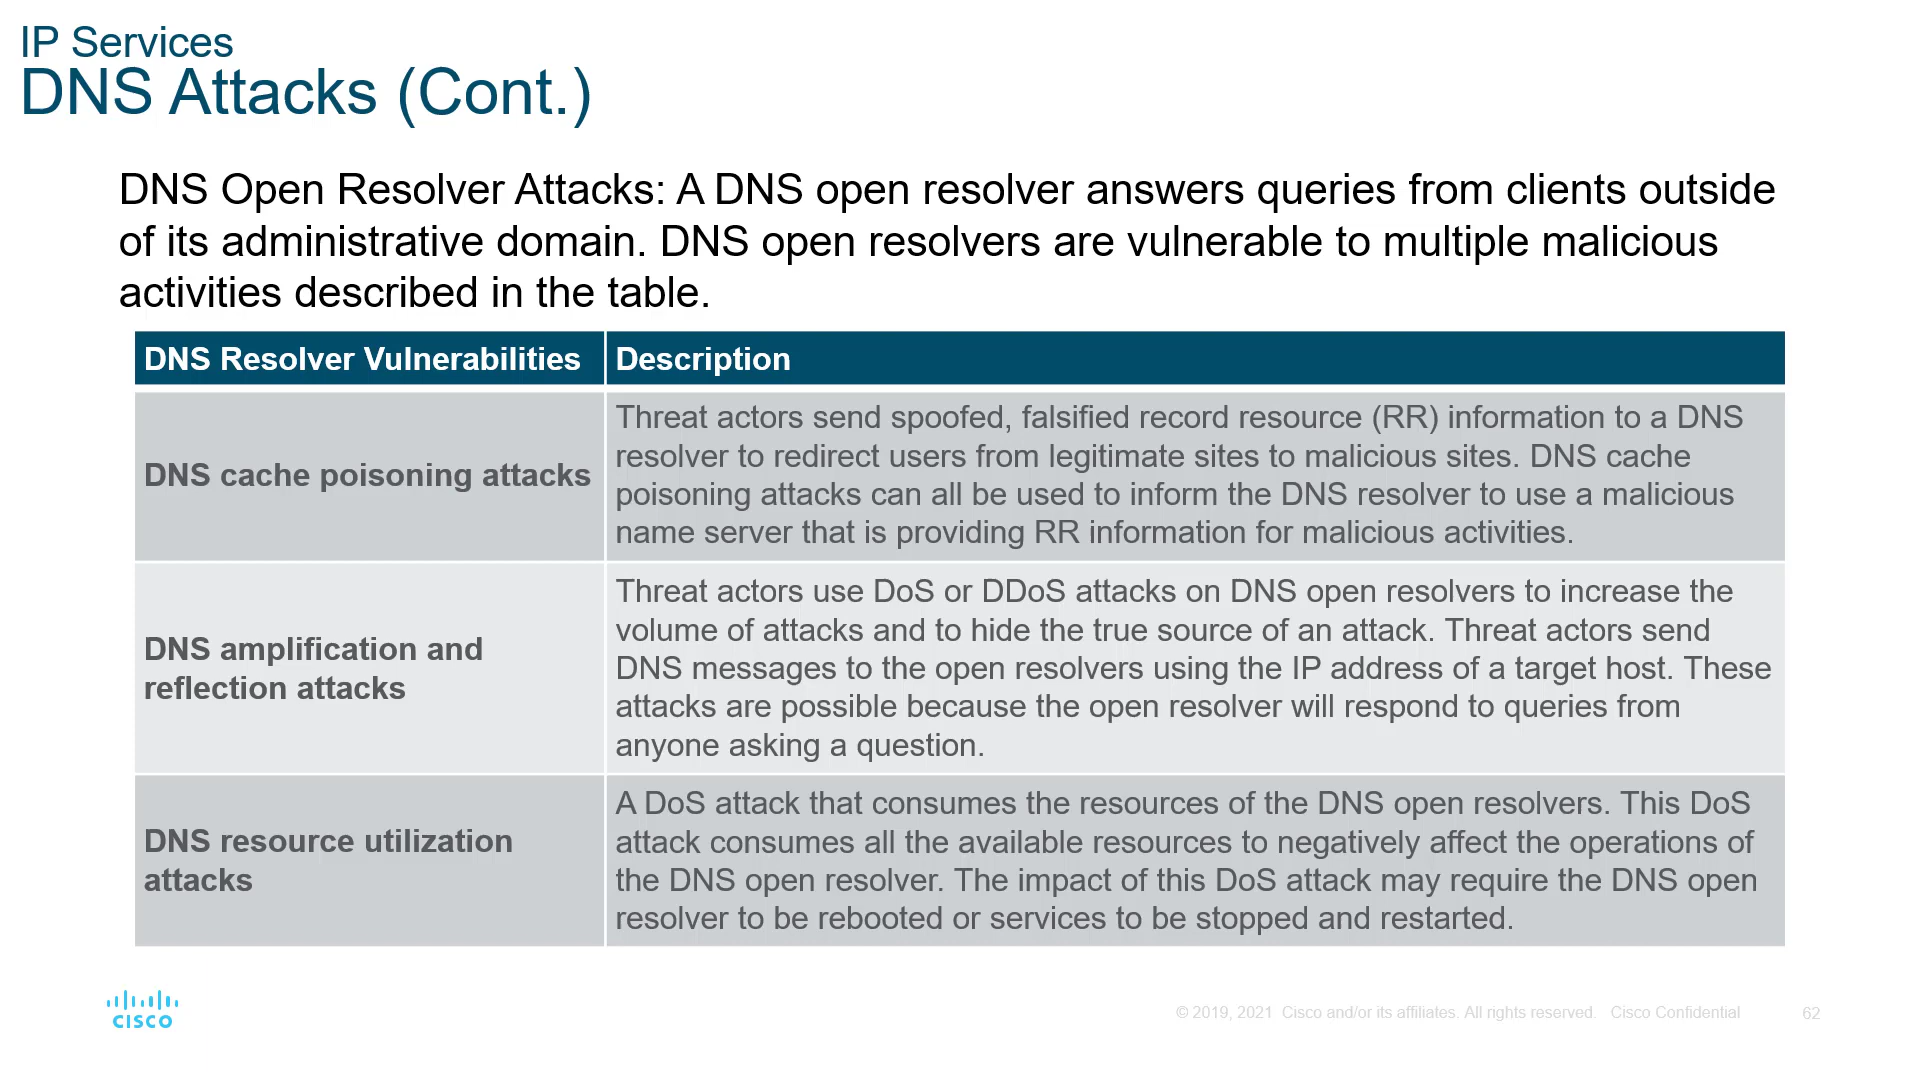 IP Services
DNS Attacks (Cont.)
DNS Open Resolver Attacks: A DNS open resolver answers queries from clients outside
of its administrative domain. DNS open resolvers are vulnerable to multiple malicious
activities described in the table.
DNS Resolver Vulnerabilities
Description
DNS cache poisoning attacks
Threat actors send spoofed, falsified record resource (RR) information to a DNS
resolver to redirect users from legitimate sites to malicious sites. DNS cache
poisoning attacks can all be used to inform the DNS resolver to use a malicious
name server that is providing RR information for malicious activities.
DNS amplification and
reflection attacks
Threat actors use DoS or DDoS attacks on DNS open resolvers to increase the
volume of attacks and to hide the true source of an attack. Threat actors send
DNS messages to the open resolvers using the IP address of a target host. These
attacks are possible because the open resolver will respond to queries from
anyone asking a question.
DNS resource utilization
attacks
A DoS attack that consumes the resources of the DNS open resolvers. This DoS
attack consumes all the available resources to negatively affect the operations of
the DNS open resolver. The impact of this DoS attack may require the DNS open
resolver to be rebooted or services to be stopped and restarted.
CISCO
© 2019, 2021 Cisco and/or its affiliates. All rights reserved. Cisco Confidential
62